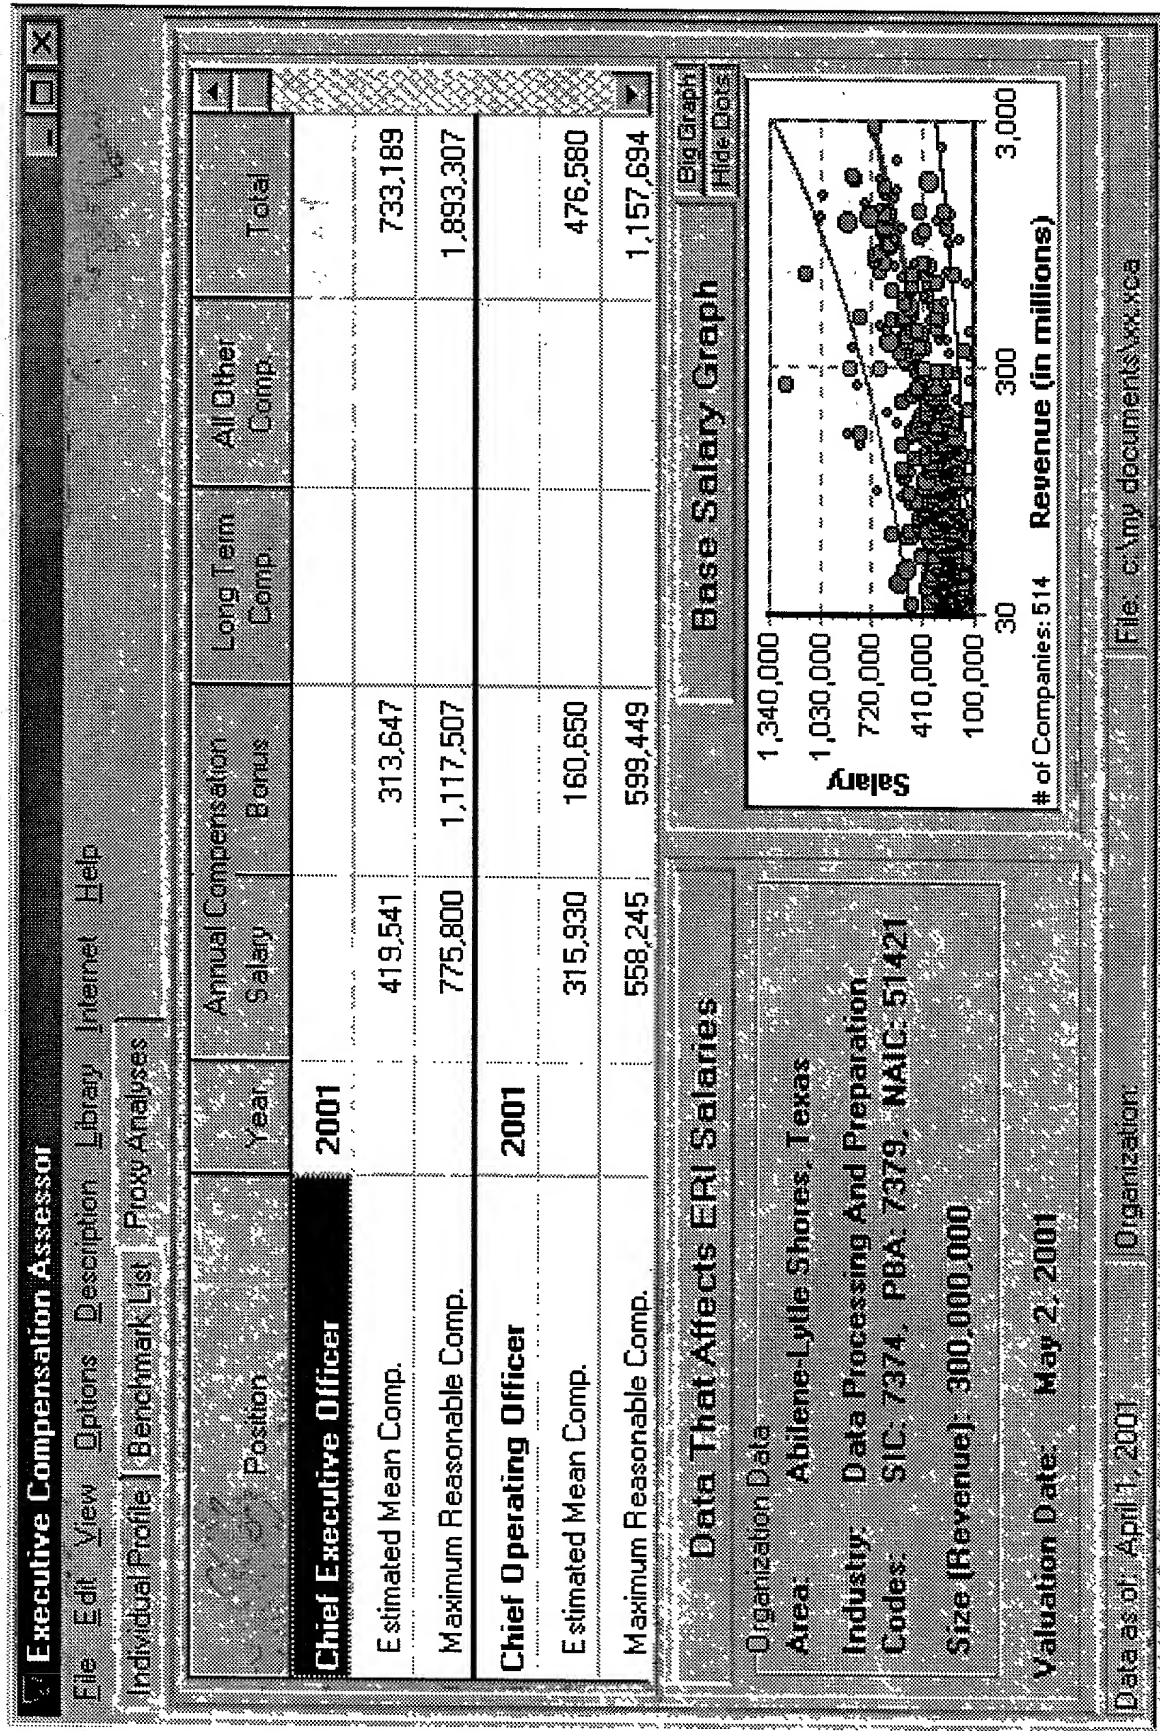 Executive Compensation Assessor
File Edit View Options Description Library Internet Help
Individual Profile Benchmark List Proxy Analyses
Position Year Annual Compensation Long Term Comp. All Other Comp. Total
Salary Bonus
Chief Executive Officer 2001
Estimated Mean Comp. 419,541 313,647 733,189
Maximum Reasonable Comp. 775,800 1,117,507 1,893,307
Chief Operating Officer 2001
Estimated Mean Comp. 315,930 160,650 476,580
Maximum Reasonable Comp. 558,245 599,449 1,157,694
Data That Affects ERI Salaries
Organization Data
Area: Abilene-Lytle Shores, Texas
Industry: Data Processing And Preparation
Codes: SIC: 7374, PBA: 7379, NAIC: 51421
Size (Revenue): 300,000,000
Valuation Date: May 2, 2001
Base Salary Graph
Big Graph
Hide Dots
Salary
1,340,000
1,030,000
720,000
410,000
100,000
30 300 3,000
# of Companies: 514 Revenue (in millions)
Data as of: April 1, 2001 Organization: File: c:\my documents\xx.xca